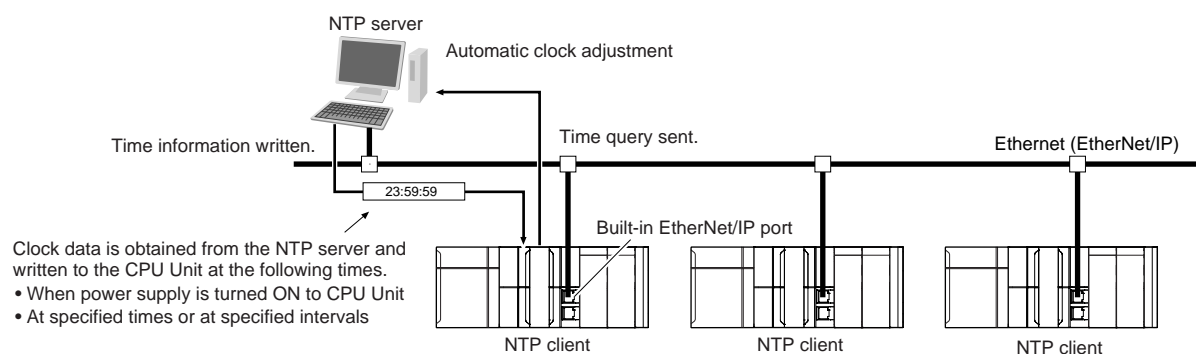 NTP server
Automatic clock adjustment
Time information written.
Time query sent.
Ethernet (EtherNet/IP)
23:59:59
Built-in EtherNet/IP port
Clock data is obtained from the NTP server and
written to the CPU Unit at the following times.
• When power supply is turned ON to CPU Unit
• At specified times or at specified intervals
NTP client
NTP client
NTP client